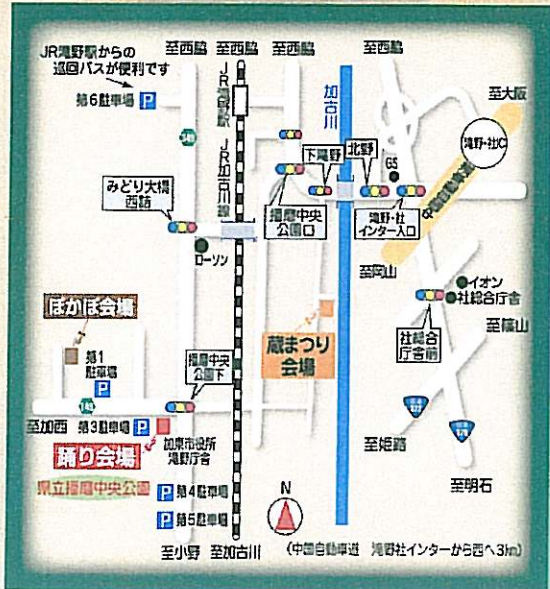 至西脇
至西脇
至西脇
至西脇
JR滝野駅からの
巡回バスが便利です
第6駐車場
P
JR滝野駅
JR加古川線
加古川
至大阪
滝野・社IC
中国自動車道
下滝野
北野
GS
みどり大橋
西詰
播磨中央
公園口
滝野・社
インター入口
ローソン
至岡山
イオン
社総合庁舎
社総合
庁舎前
至篠山
ぽかぽ会場
第1
駐車場
P
蔵まつり
会場
播磨中央
公園下
至加西
第3駐車場
P
踊り会場
加東市役所
滝野庁舎
県立播磨中央公園
P
第4駐車場
P
第5駐車場
N
372
至姫路
至明石
至小野
至加古川
(中国自動車道 滝野社インターから西へ3km)